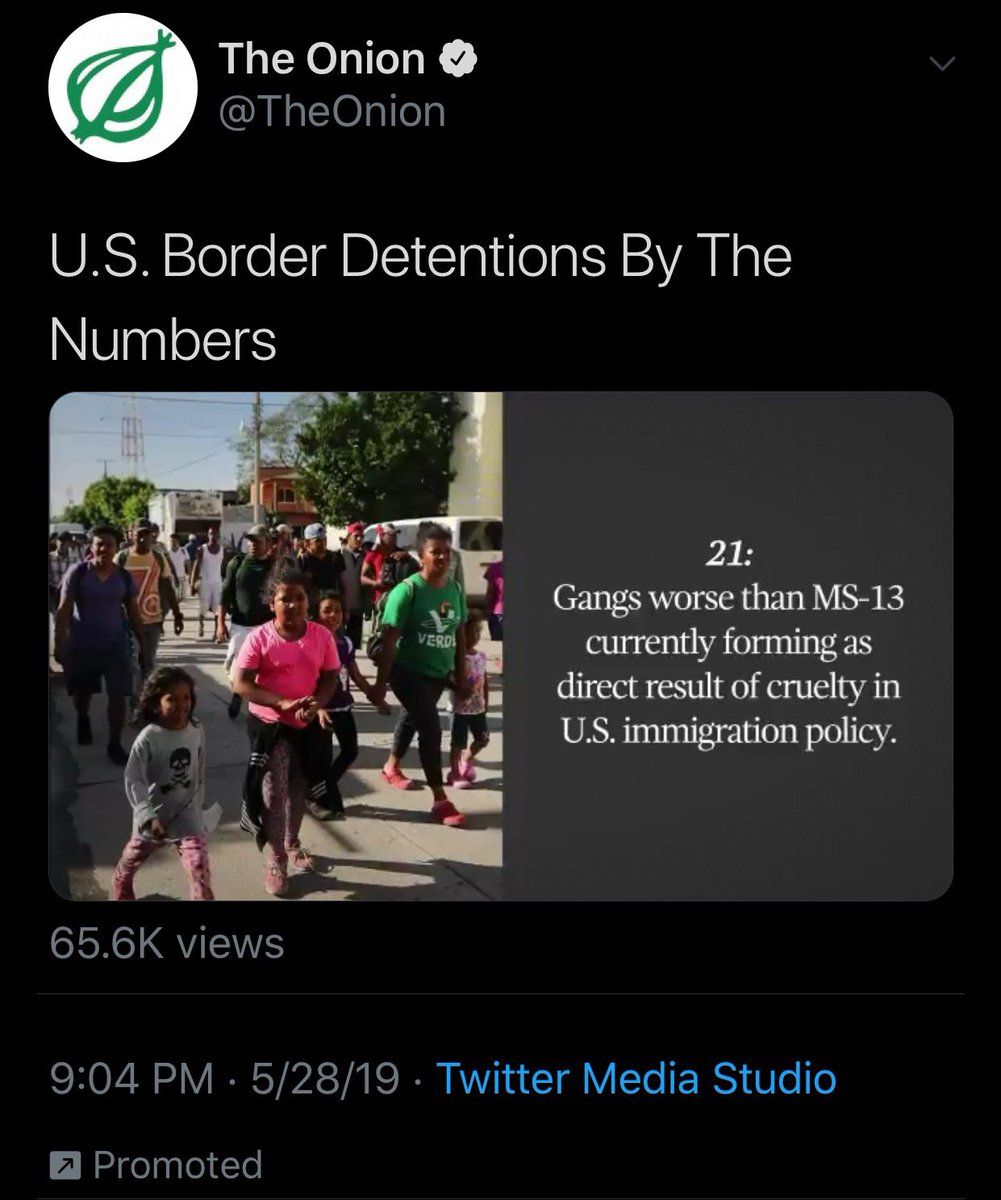 The Onion
@TheOnion
U.S. Border Detentions By The
Numbers
VERD
21:
Gangs worse than MS-13
currently forming as
direct result of cruelty in
U.S. immigration policy.
65.6K views
9:04 PM · 5/28/19 · Twitter Media Studio
Promoted